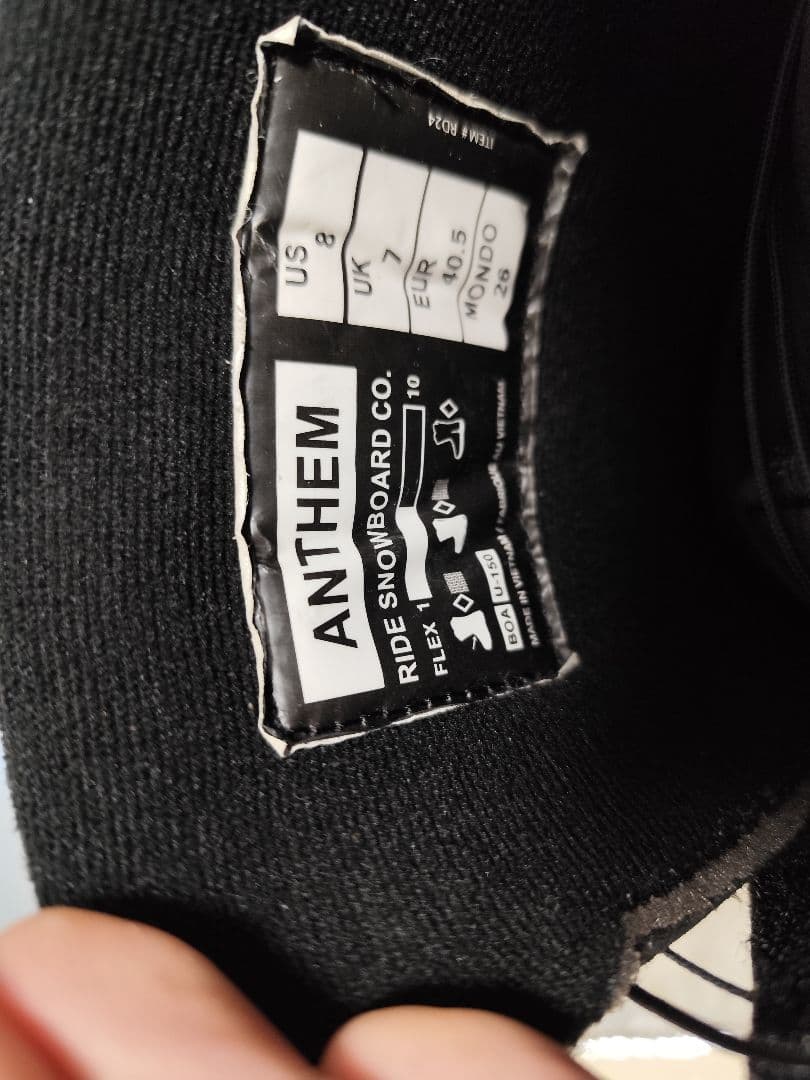 ITEM # RD24
US
8
UK
7
EUR
40.5
MONDO
26
ANTHEM
RIDE SNOWBOARD CO.
FLEX 1 10
BOA U-150
MADE IN VIETNAM
VIETNAM